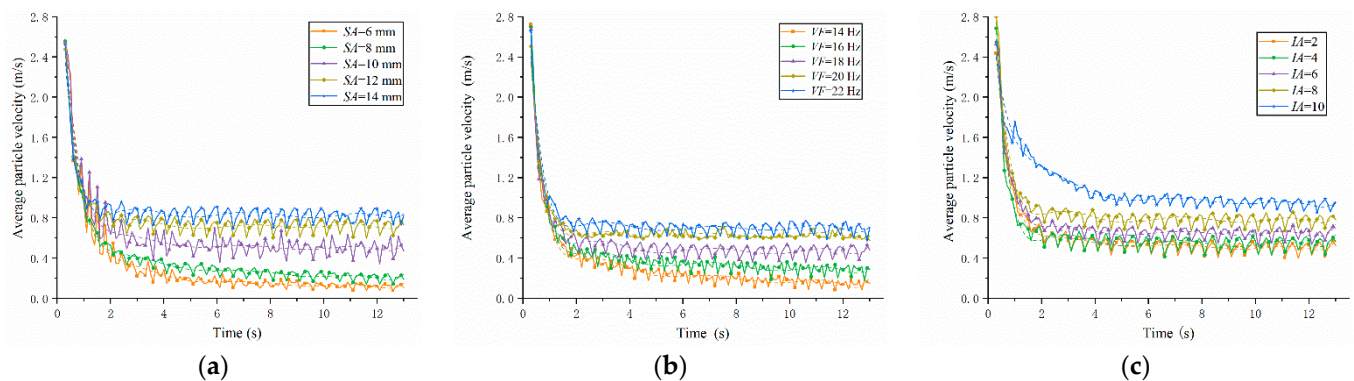 2.8
2.4
2.0
1.6
1.2
0.8
0.4
0.0
Average particle velocity (m/s)
SA=6 mm
SA=8 mm
SA=10 mm
SA=12 mm
SA=14 mm
0 2 4 6 8 10 12
Time (s)
(a)
2.8
2.4
2.0
1.6
1.2
0.8
0.4
0.0
Average particle velocity (m/s)
VF=14 Hz
VF=16 Hz
VF=18 Hz
VF=20 Hz
VF=22 Hz
0 2 4 6 8 10 12
Time (s)
(b)
2.8
2.4
2.0
1.6
1.2
0.8
0.4
0.0
Average particle velocity (m/s)
IA=2
IA=4
IA=6
IA=8
IA=10
0 2 4 6 8 10 12
Time (s)
(c)